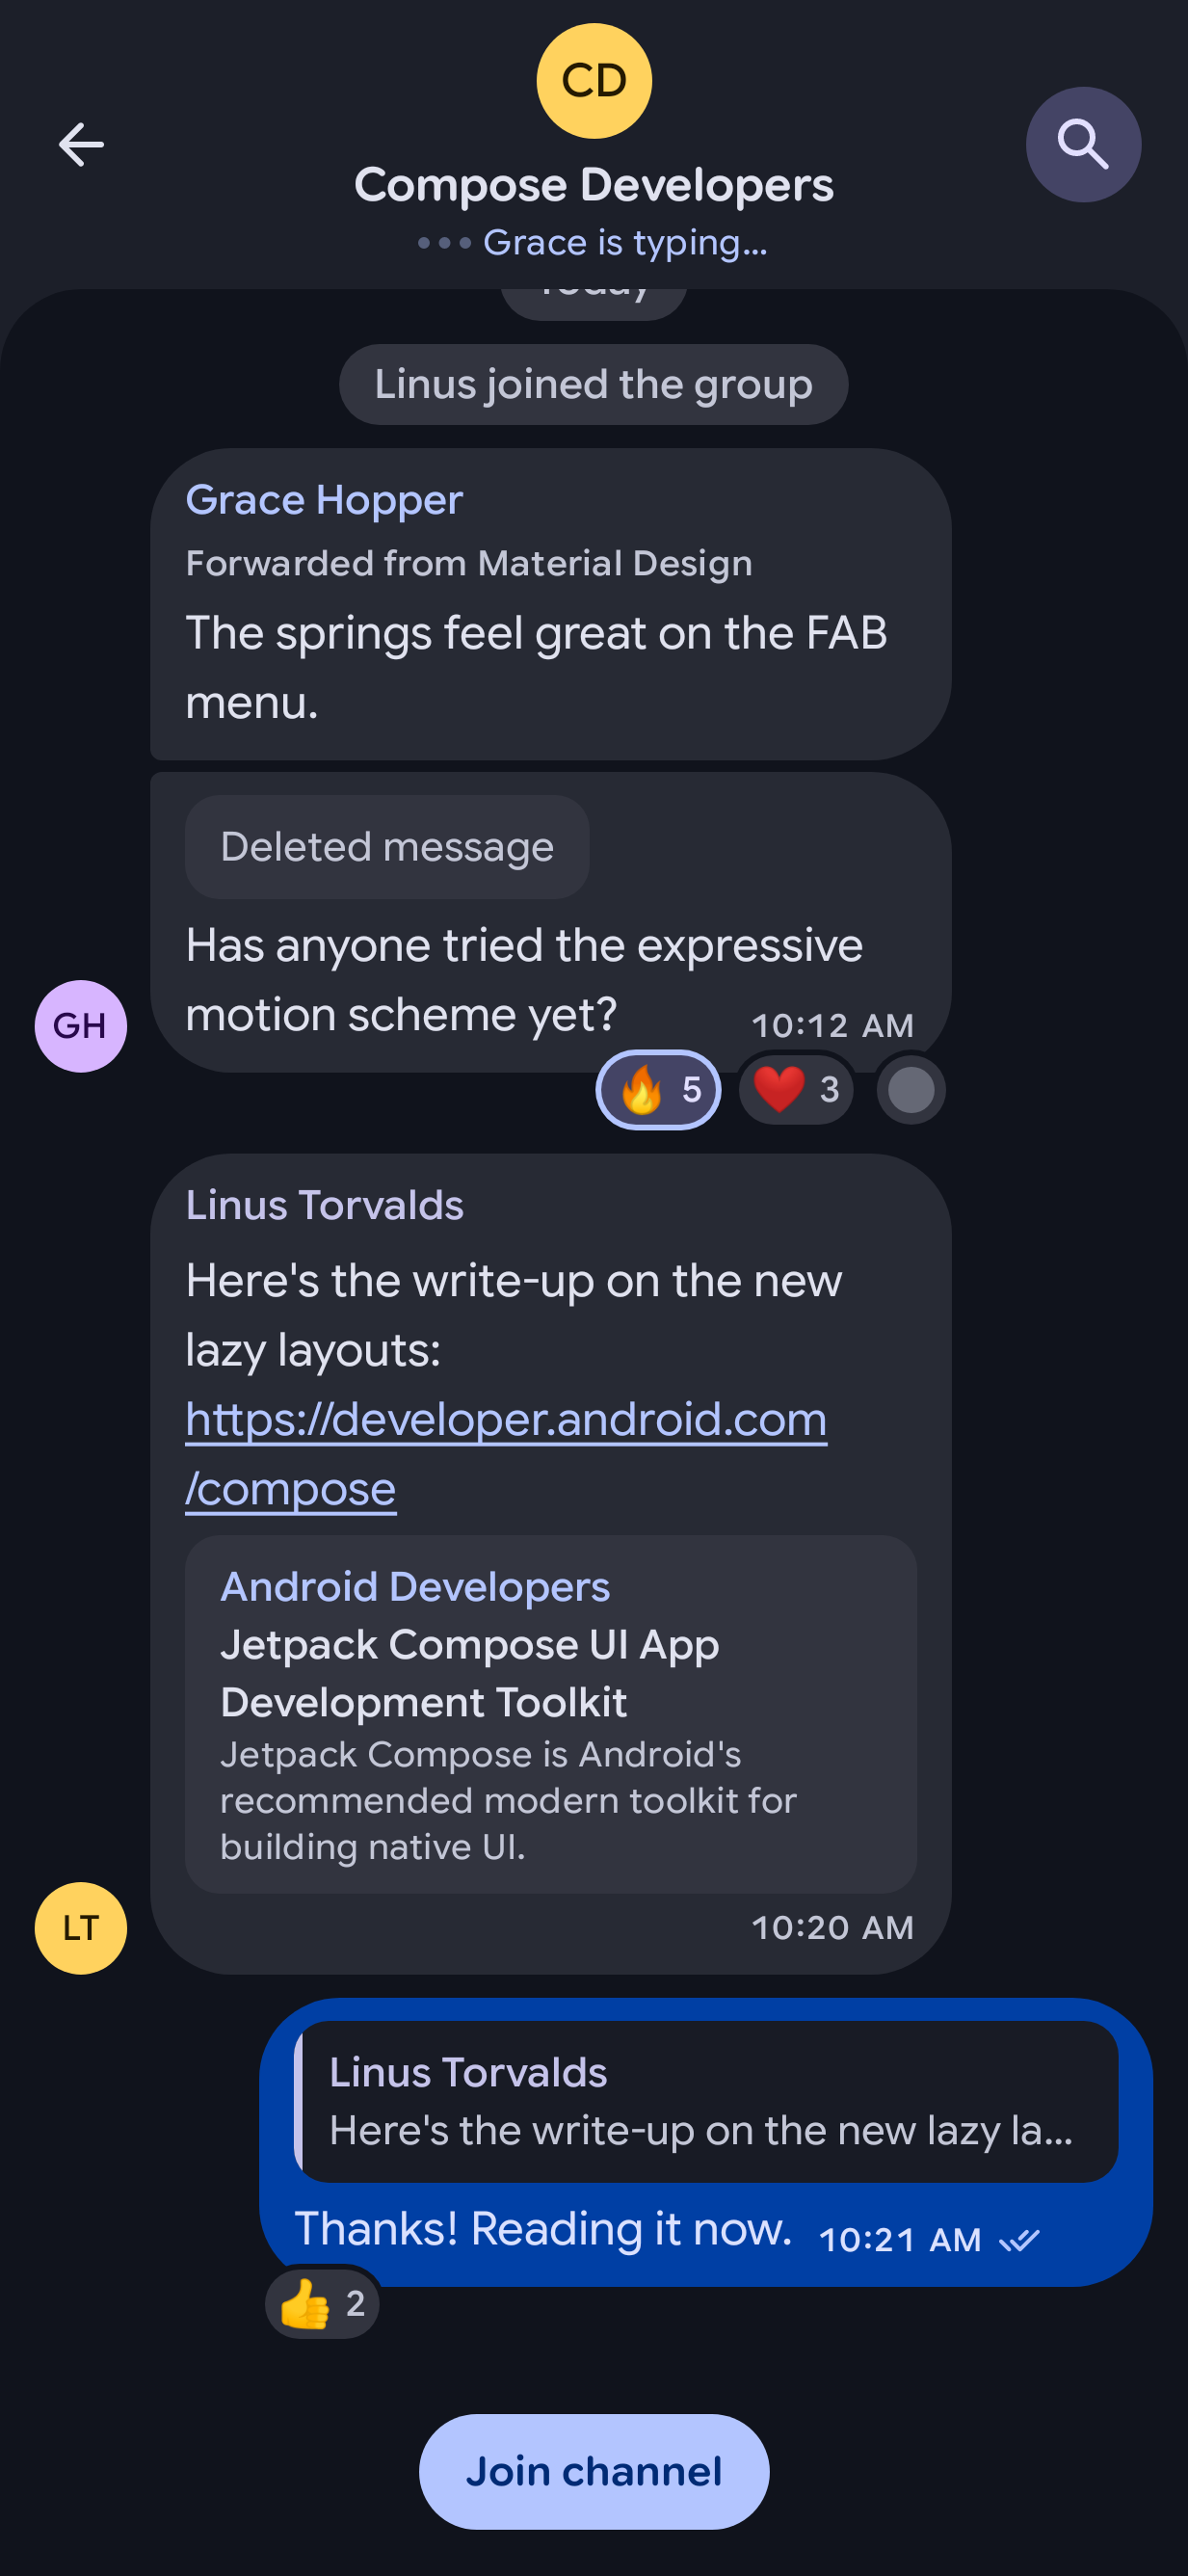 CD
Compose Developers
Grace is typing...
Today
Linus joined the group
Grace Hopper
Forwarded from Material Design
The springs feel great on the FAB
menu.
Deleted message
Has anyone tried the expressive
motion scheme yet?
10:12 AM
GH
🔥 5
❤️ 3
Linus Torvalds
Here's the write-up on the new
lazy layouts:
https://developer.android.com
/compose
Android Developers
Jetpack Compose UI App
Development Toolkit
Jetpack Compose is Android's
recommended modern toolkit for
building native UI.
LT
10:20 AM
Linus Torvalds
Here's the write-up on the new lazy la...
Thanks! Reading it now. 10:21 AM
👍 2
Join channel